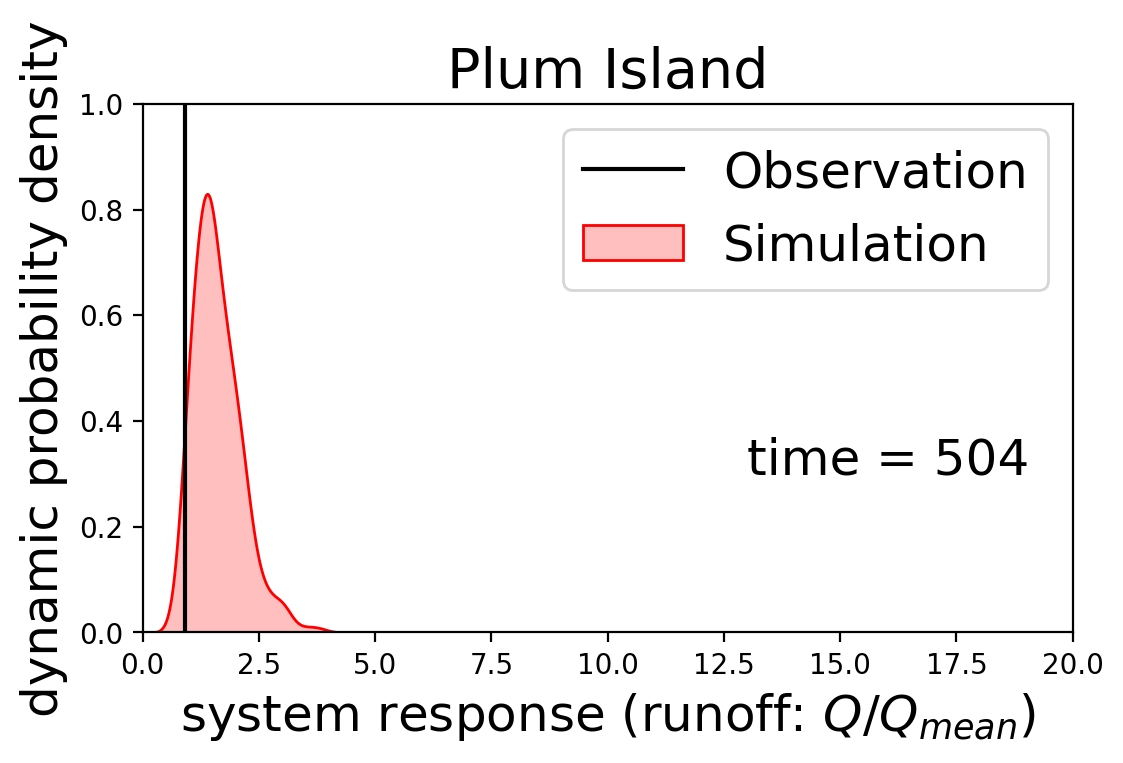 Plum Island
dynamic probability density
1.0
0.8
0.6
0.4
0.2
0.0
Observation
Simulation
time = 504
0.0 2.5 5.0 7.5 10.0 12.5 15.0 17.5 20.0
system response (runoff: Q/Qmean)